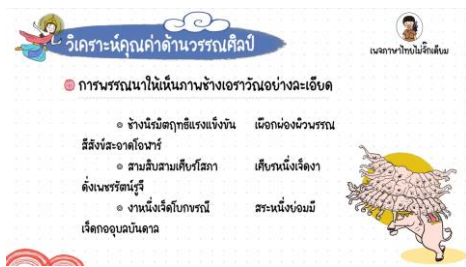 วิเคราะห์คุณค่าด้านวรรณศิลป์
เพจภาษาไทยไม่จั๊กเดียม
การพรรณนาให้เห็นภาพช้างเอราวัณอย่างละเอียด
ช้างนิรมิตฤทธิแรงแข็งขัน เผือกผ่องผิวพรรณ
สีสังข์สะอาดโอฬาร์
สามสิบสามเศียรโสภา เศียรหนึ่งเจ็ดงา
ดั่งเพชรรัตน์รูจี
งาหนึ่งเจ็ดโบกขรณี สระหนึ่งย่อมมี
เจ็ดกออุบลบันดาล